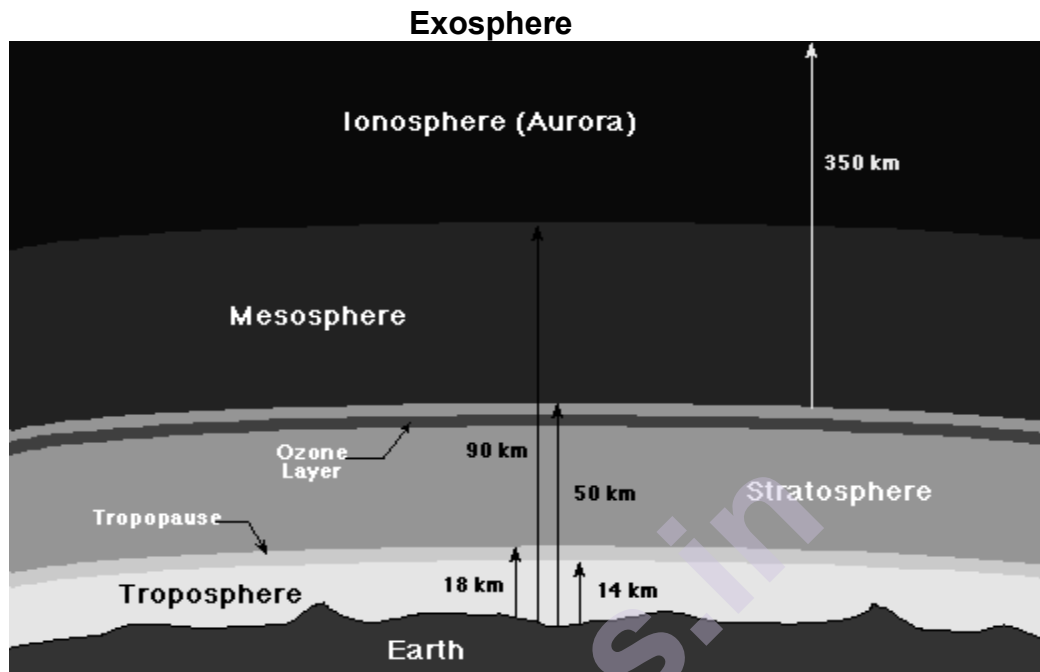 Exosphere
Ionosphere (Aurora)
350 km
Mesosphere
Ozone
Layer
90 km
50 km
Stratosphere
Tropopause
18 km
14 km
Troposphere
Earth
s.in